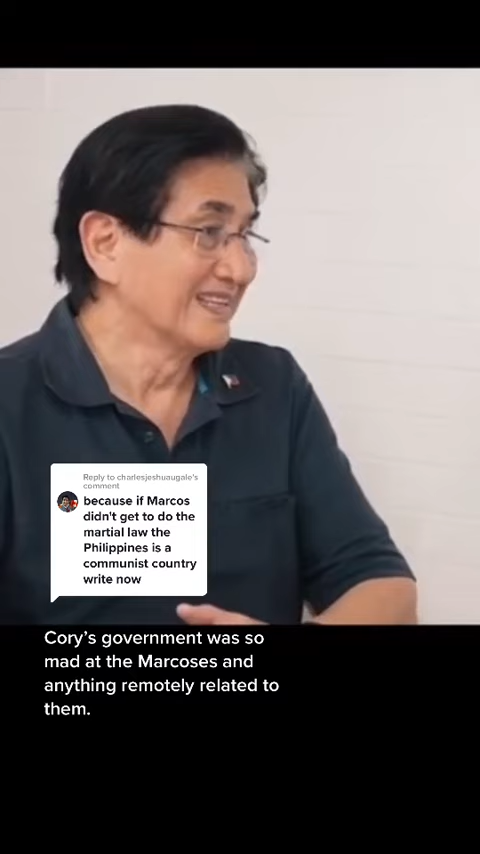 Reply to charlesjeshuaugale's
comment
because if Marcos
didn't get to do the
martial law the
Philippines is a
communist country
write now
Cory’s government was so
mad at the Marcoses and
anything remotely related to
them.